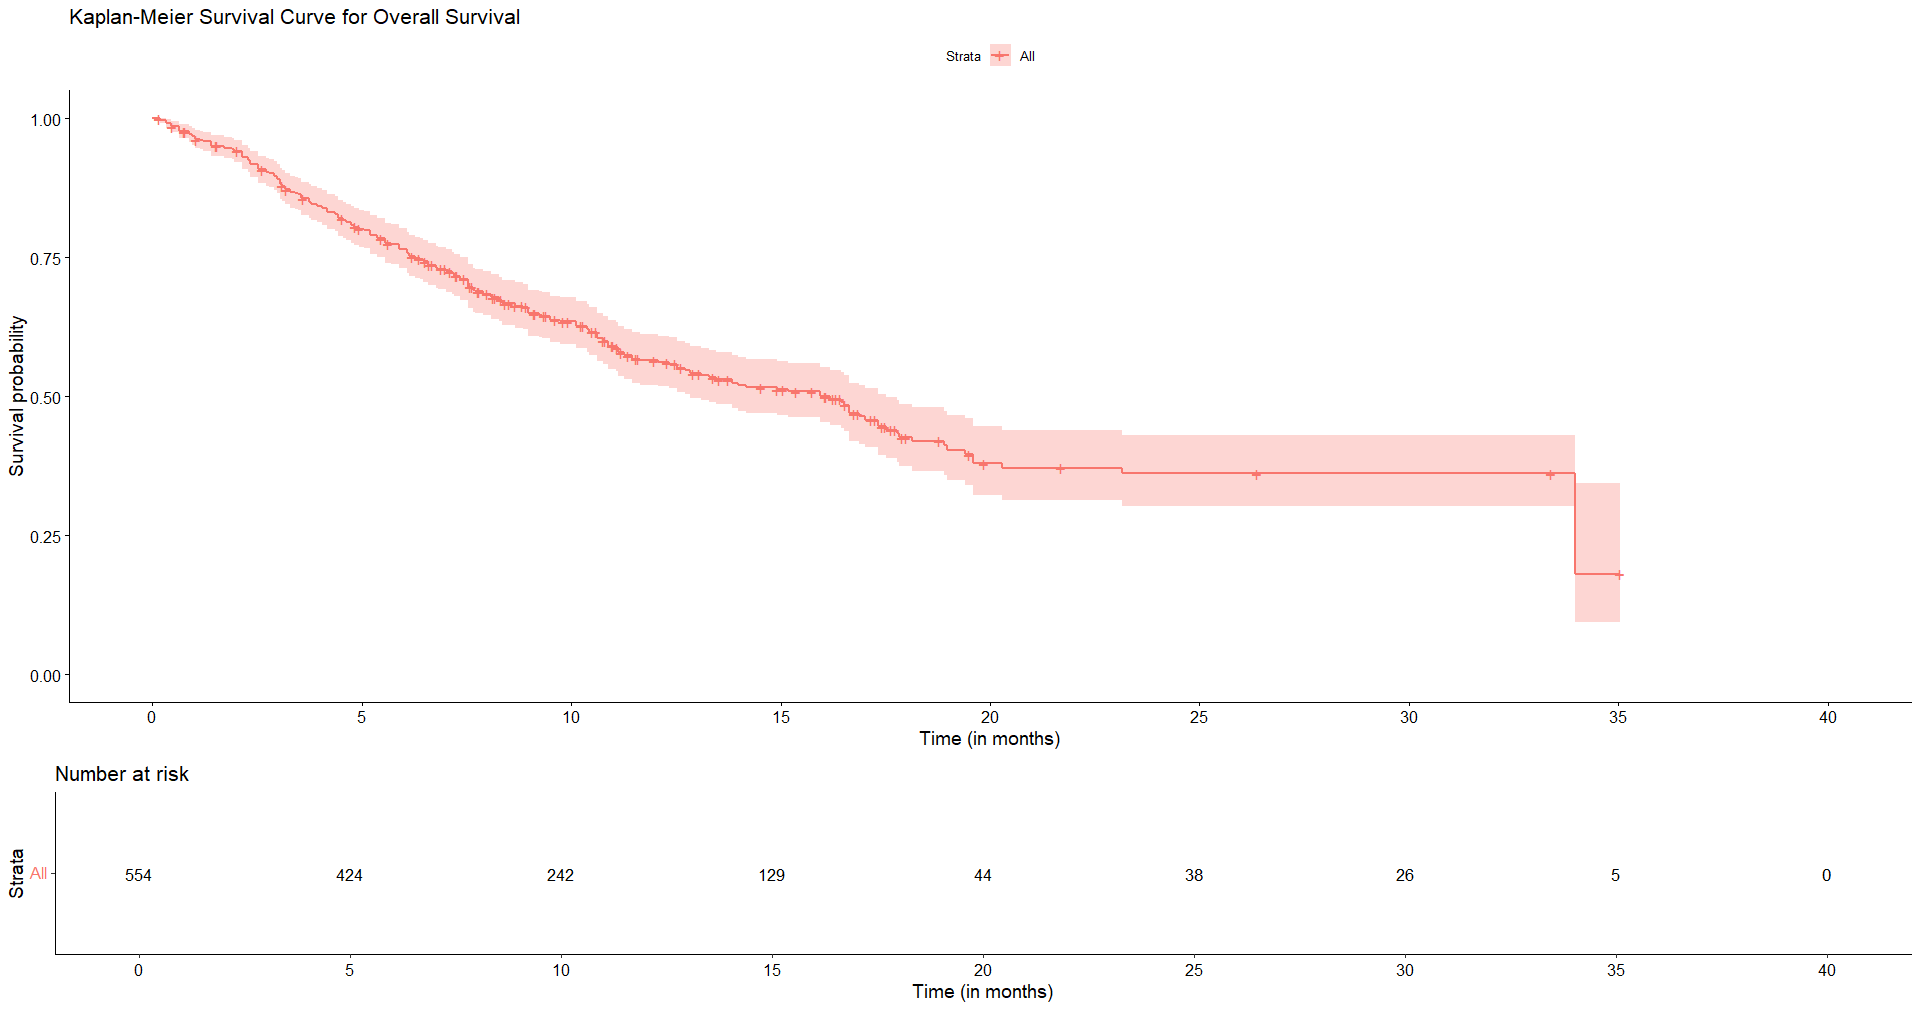 Kaplan-Meier Survival Curve for Overall Survival
Strata All
1.00
0.75
0.50
0.25
0.00
Survival probability
0 5 10 15 20 25 30 35 40
Time (in months)
Number at risk
Strata
All 554 424 242 129 44 38 26 5 0
0 5 10 15 20 25 30 35 40
Time (in months)